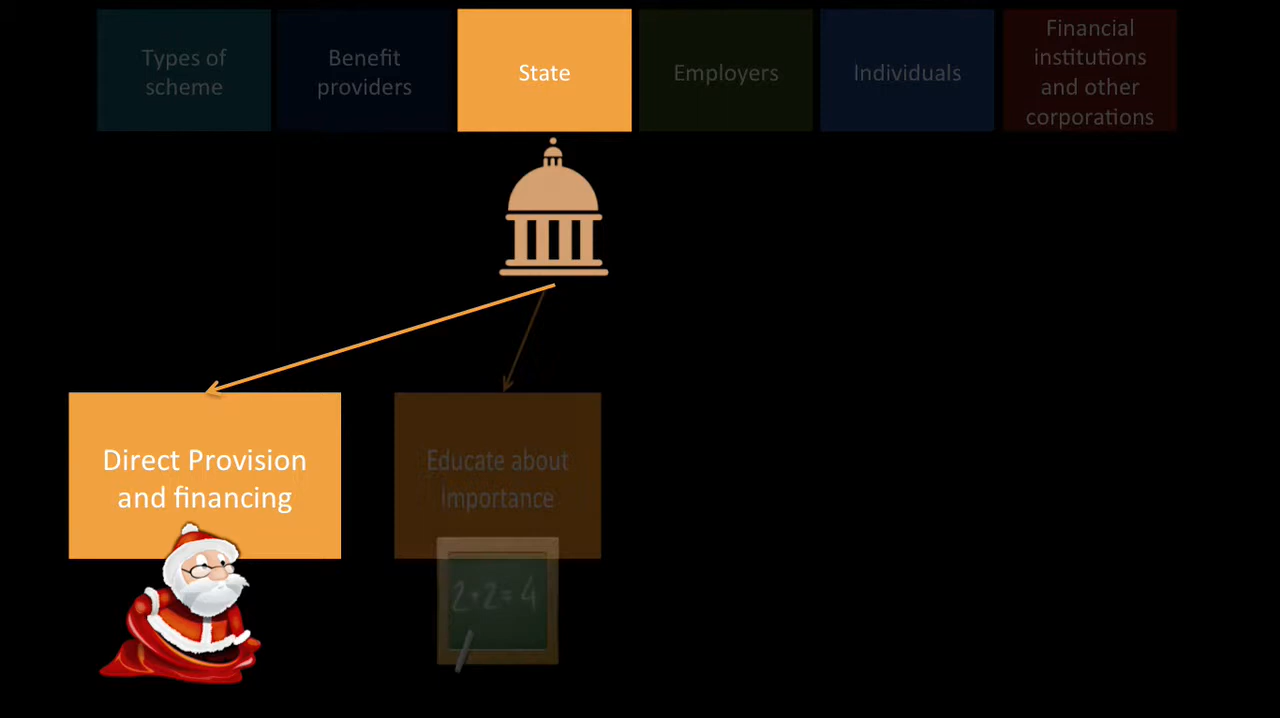 Types of
scheme
Benefit
providers
State
Employers
Individuals
Financial
institutions
and other
corporations
Direct Provision
and financing
Educate about
Importance
2+2=4